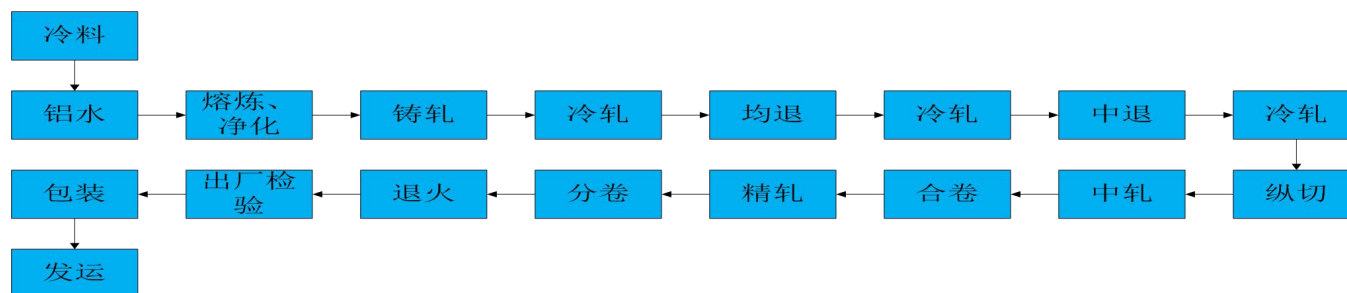 冷料
铝水
熔炼、
净化
铸轧
冷轧
均退
冷轧
中退
冷轧
纵切
中轧
合卷
精轧
分卷
退火
出厂检
验
包装
发运